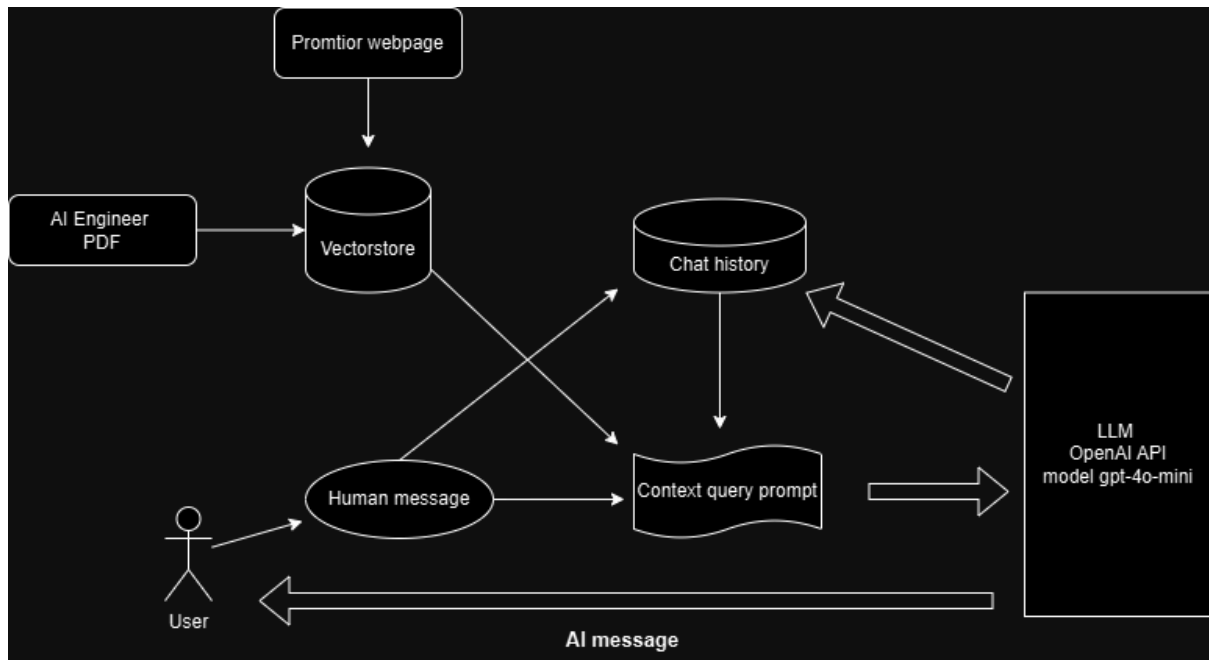 Promtior webpage
AI Engineer
PDF
Vectorstore
Chat history
LLM
OpenAI API
model gpt-4o-mini
Human message
Context query prompt
User
AI message